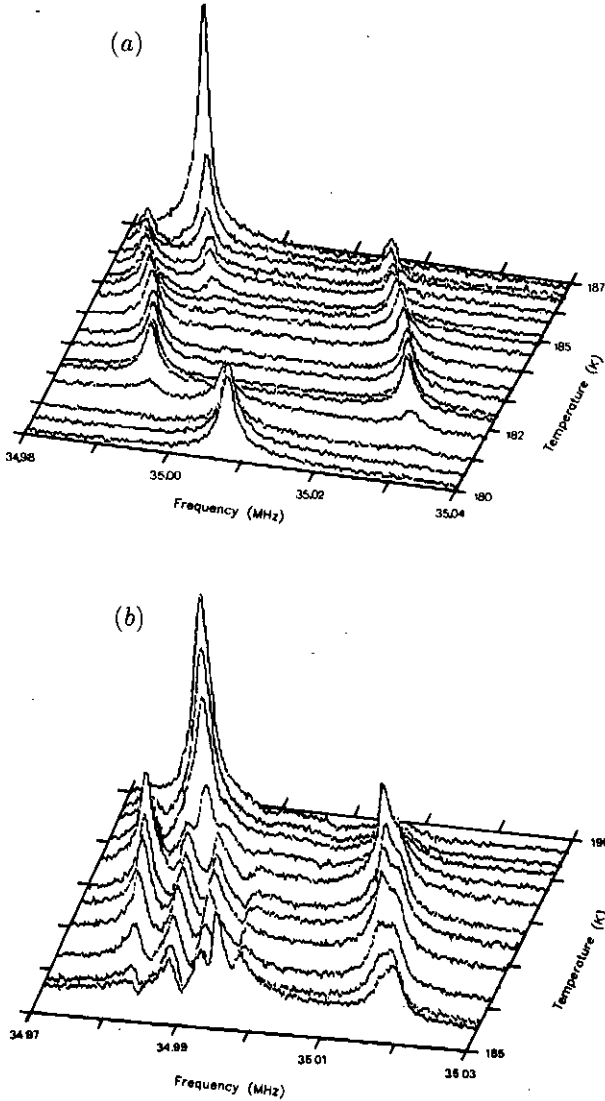 (a)
187
185
182
180
Temperature (K)
34.98
35.00
35.02
35.04
Frequency (MHz)
(b)
190
185
Temperature (K)
34.97
34.99
35.01
35.03
Frequency (MHz)